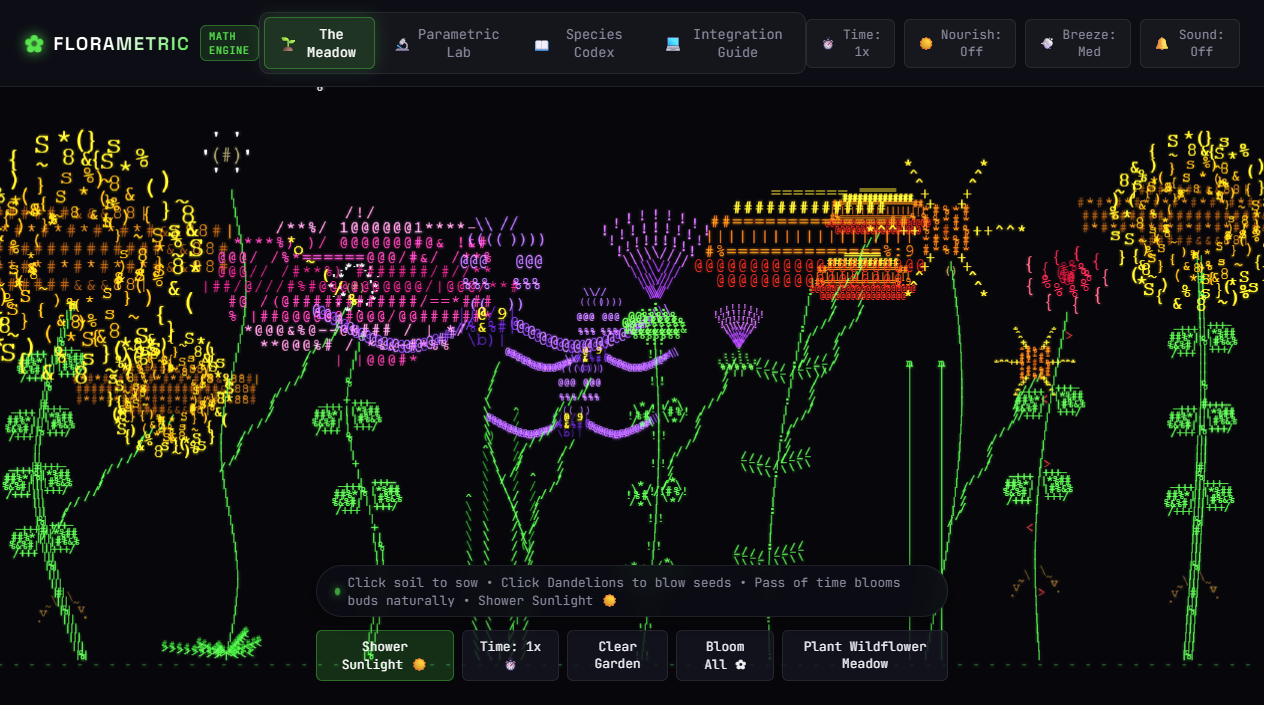 FLORAMETRIC
MATH
ENGINE
The
Meadow
Parametric
Lab
Species
Codex
Integration
Guide
Time:
1x
Nourish:
Off
Breeze:
Med
Sound:
Off
Click soil to sow • Click Dandelions to blow seeds • Pass of time blooms
buds naturally • Shower Sunlight
Shower
Sunlight
Time: 1x
Clear
Garden
Bloom
All ✿
Plant Wildflower
Meadow